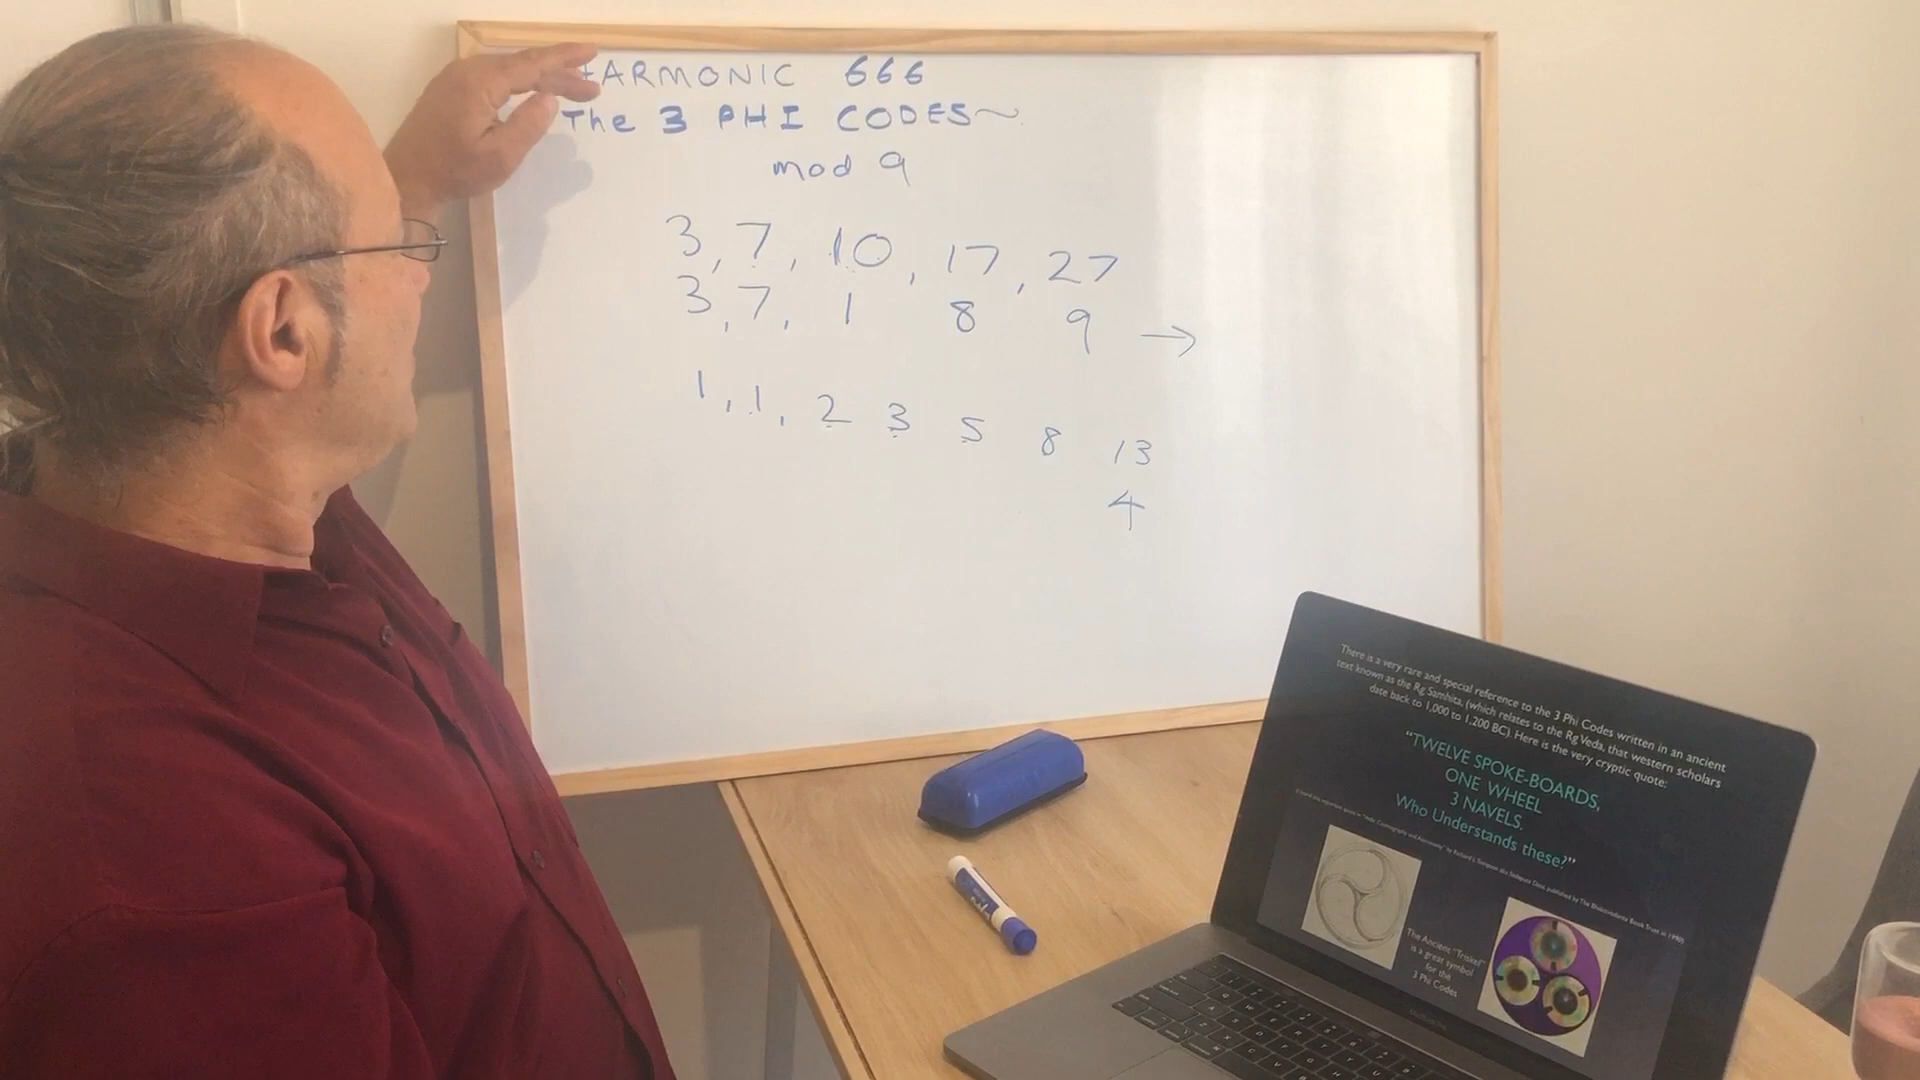 HARMONIC 666
The 3 PHI CODES~
mod 9
3, 7, 10, 17, 27
3, 7, 1 8 9 →
1, 1, 2 3 5 8 13
4
There is a very rare and special reference to the 3 Phi Codes written in an ancient
text known as the Rg Samhita, (which relates to the Rg Veda, that western scholars
date back to 1,000 to 1,200 BC). Here is the very cryptic quote:
"TWELVE SPOKE-BOARDS,
ONE WHEEL
3 NAVELS.
Who Understands these?"
The Ancient "Triskel"
is a great symbol
for the
3 Phi Codes